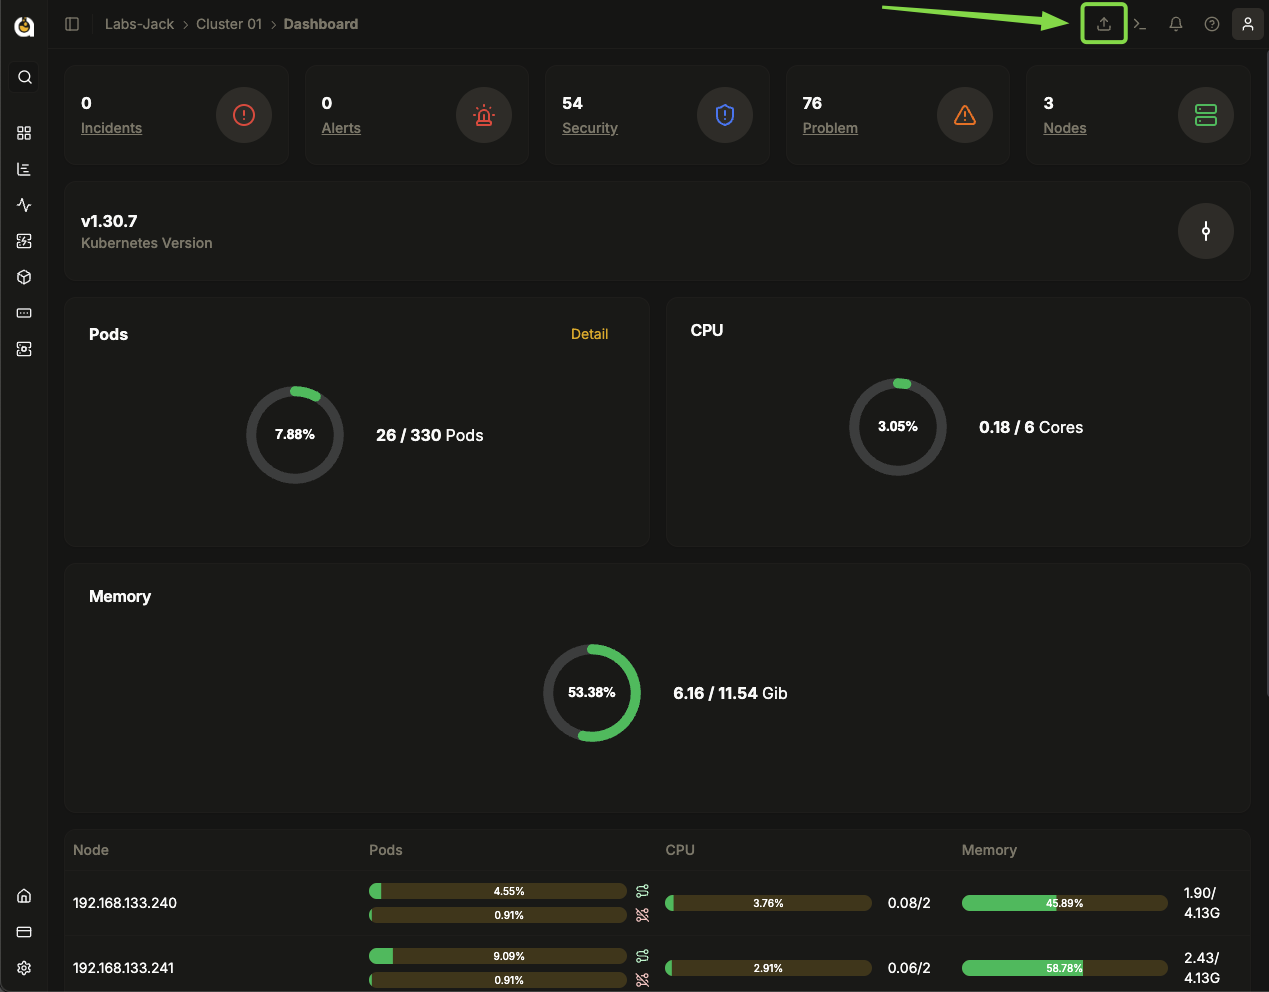 Labs-Jack > Cluster 01 > Dashboard
0
Incidents
0
Alerts
54
Security
76
Problem
3
Nodes
v1.30.7
Kubernetes Version
Pods
Detail
7.88%
26 / 330 Pods
CPU
3.05%
0.18 / 6 Cores
Memory
53.38%
6.16 / 11.54 Gib
Node Pods CPU Memory
192.168.133.240
4.55%
0.91%
3.76%
0.08/2
45.89%
1.90/
4.13G
192.168.133.241
9.09%
0.91%
2.91%
0.06/2
58.78%
2.43/
4.13G